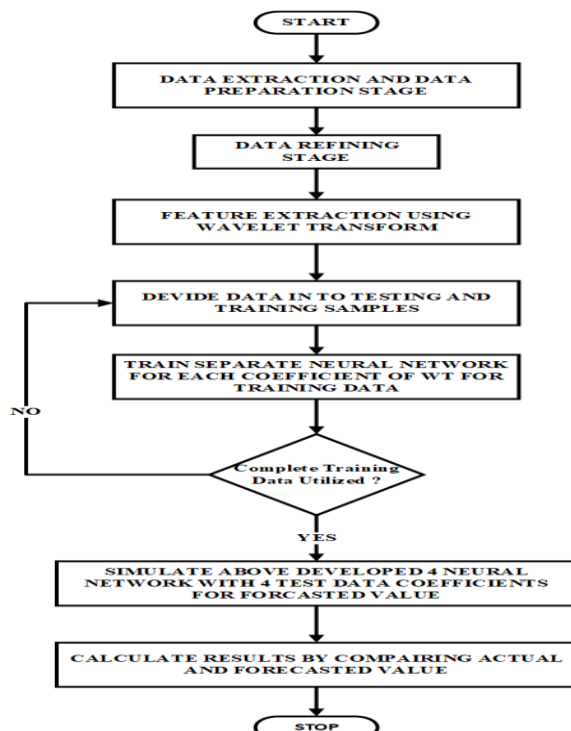 START
DATA EXTRACTION AND DATA
PREPARATION STAGE
DATA REFINING
STAGE
FEATURE EXTRACTION USING
WAVELET TRANSFORM
DEVIDE DATA IN TO TESTING AND
TRAINING SAMPLES
TRAIN SEPARATE NEURAL NETWORK
FOR EACH COEFFICIENT OF WT FOR
TRAINING DATA
NO
Complete Training
Data Utilized ?
YES
SIMULATE ABOVE DEVELOPED 4 NEURAL
NETWORK WITH 4 TEST DATA COEFFICIENTS
FOR FORCASTED VALUE
CALCULATE RESULTS BY COMPAIRING ACTUAL
AND FORECASTED VALUE
STOP